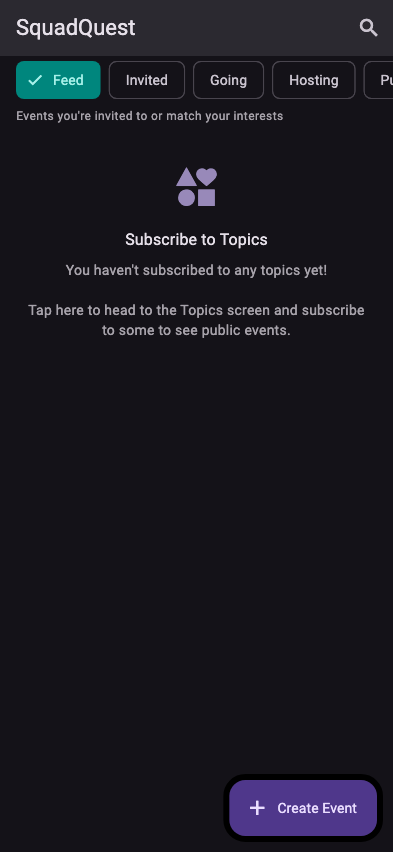 SquadQuest
Feed
Invited
Going
Hosting
Events you're invited to or match your interests
Subscribe to Topics
You haven't subscribed to any topics yet!
Tap here to head to the Topics screen and subscribe
to some to see public events.
Create Event